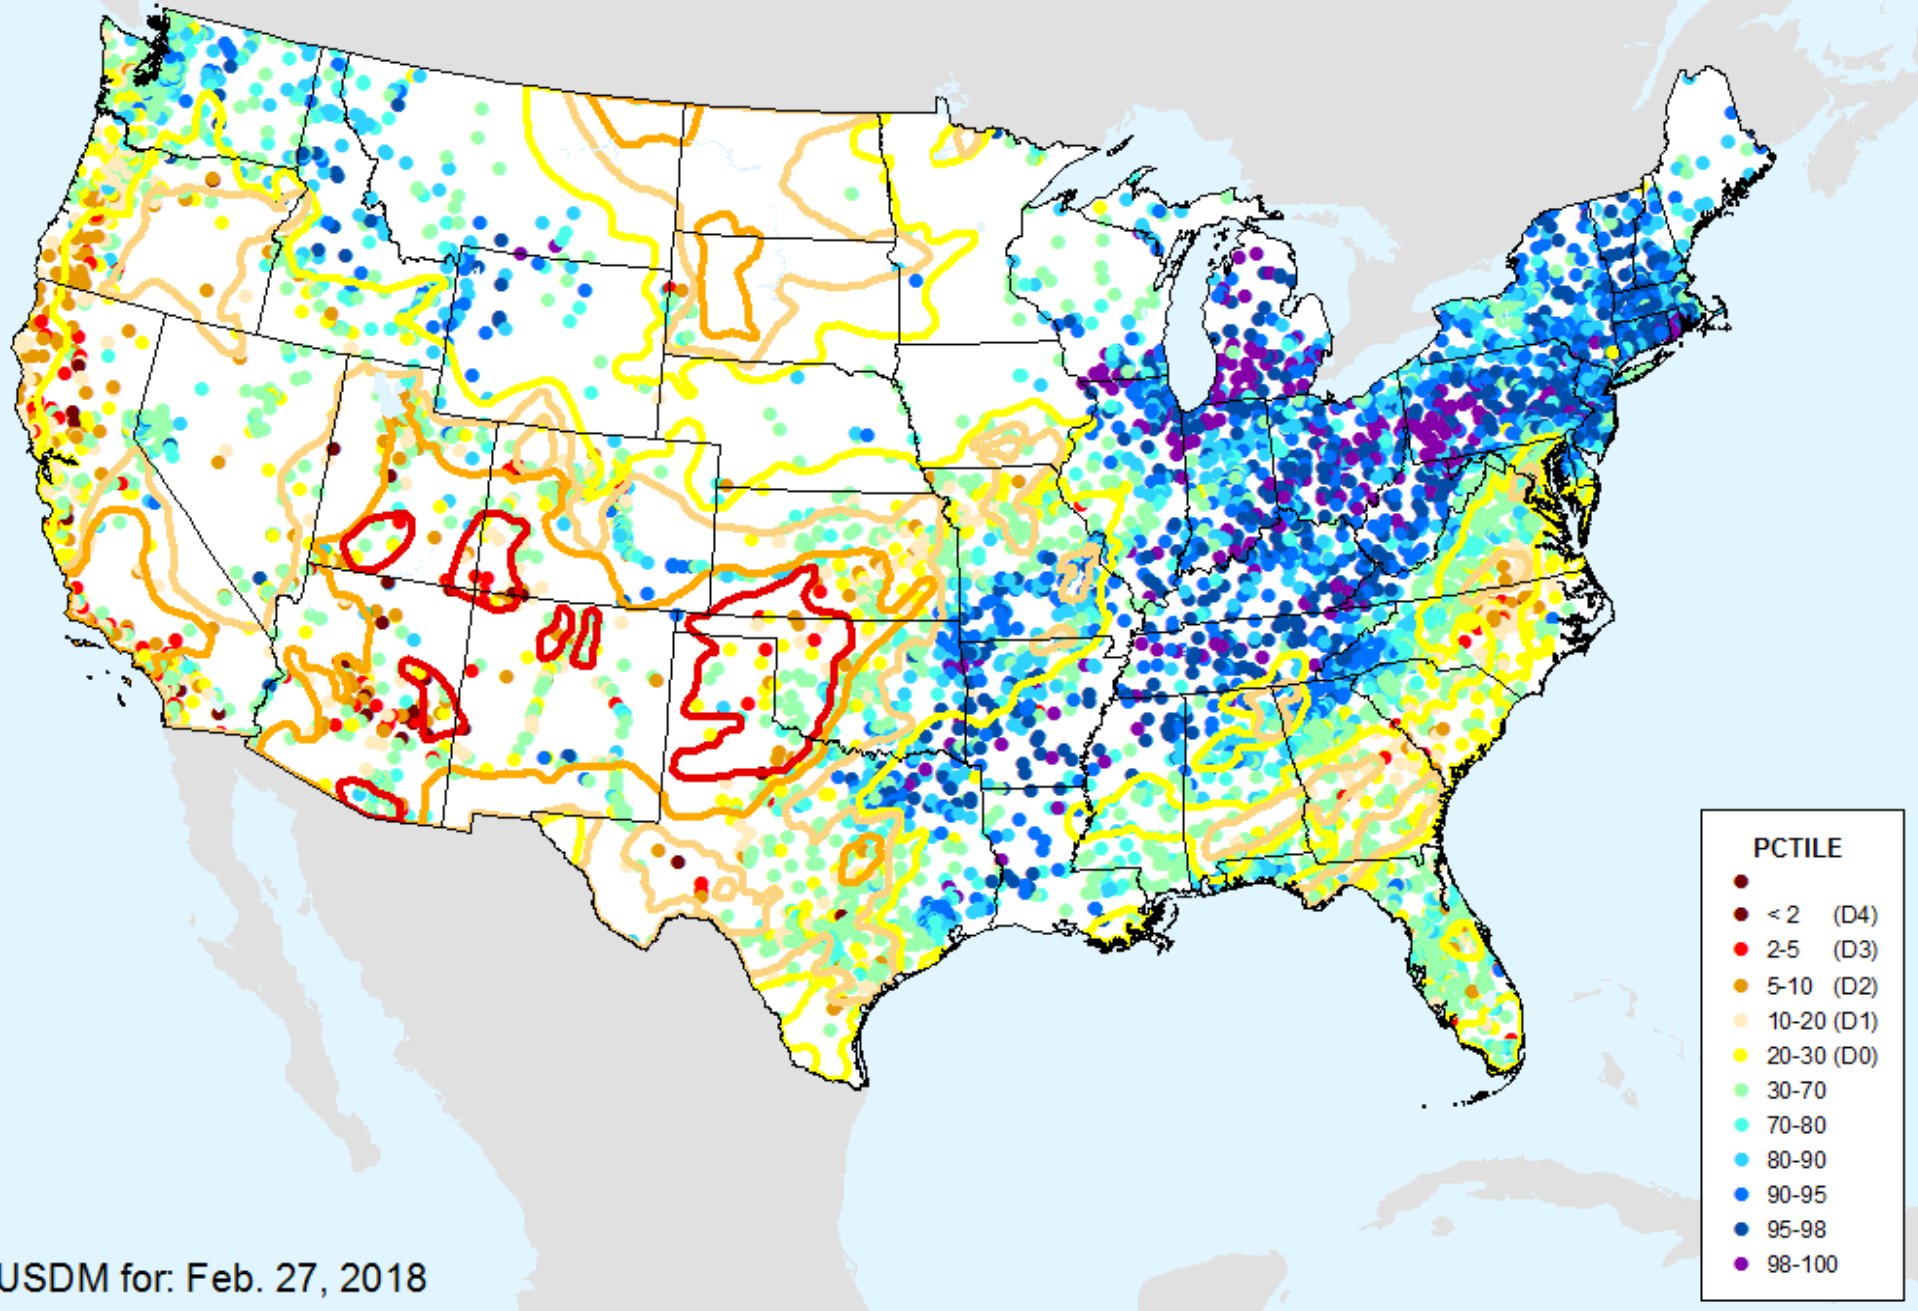 PCTILE
< 2 (D4)
2-5 (D3)
5-10 (D2)
10-20 (D1)
20-30 (D0)
30-70
70-80
80-90
90-95
95-98
98-100
USDM for: Feb. 27, 2018